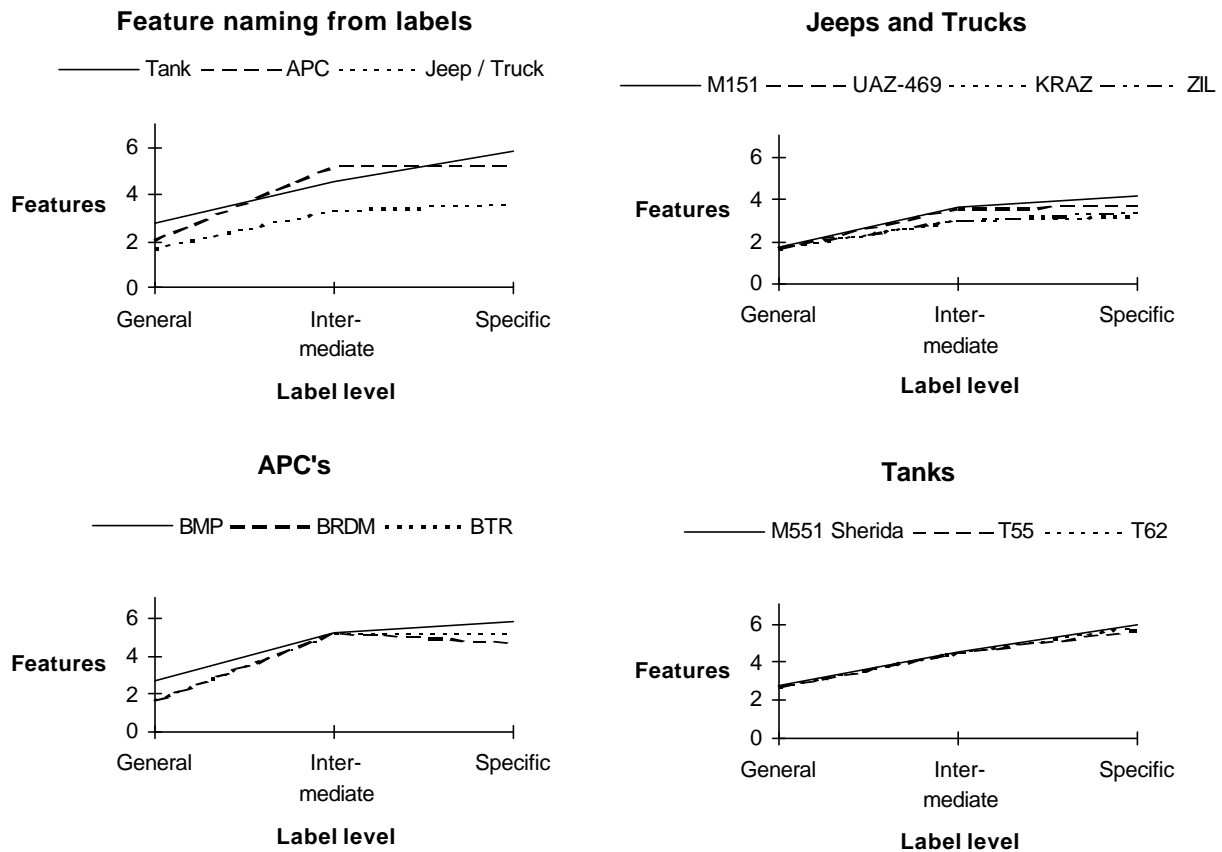 Feature naming from labels
Tank APC Jeep / Truck
6
4
Features
2
0
General Inter- Specific
mediate
Label level
Jeeps and Trucks
M151 UAZ-469 KRAZ ZIL
6
4
Features
2
0
General Inter- Specific
mediate
Label level
APC's
BMP BRDM BTR
6
4
Features
2
0
General Inter- Specific
mediate
Label level
Tanks
M551 Sherida T55 T62
6
4
Features
2
0
General Inter- Specific
mediate
Label level